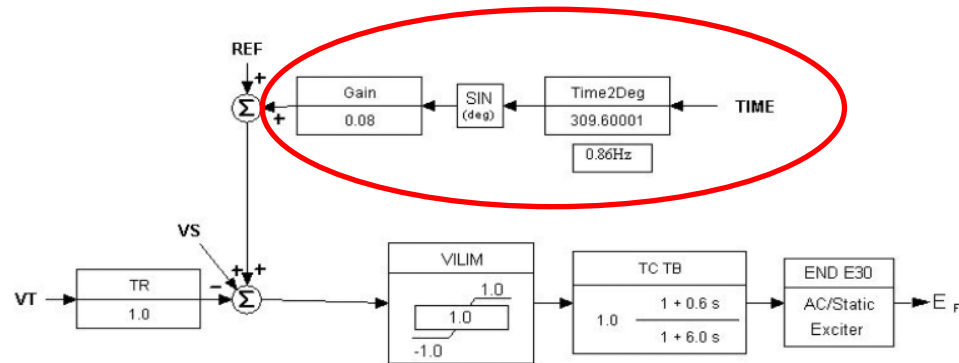 REF
+
Σ
+
Gain
0.08
SIN
(deg)
Time2Deg
309.60001
0.86Hz
TIME
VS
VT
TR
1.0
−
+ +
Σ
VILIM
1.0
1.0
-1.0
TC TB
1.0
1 + 0.6 s
1 + 6.0 s
END E30
AC/Static
Exciter
E F